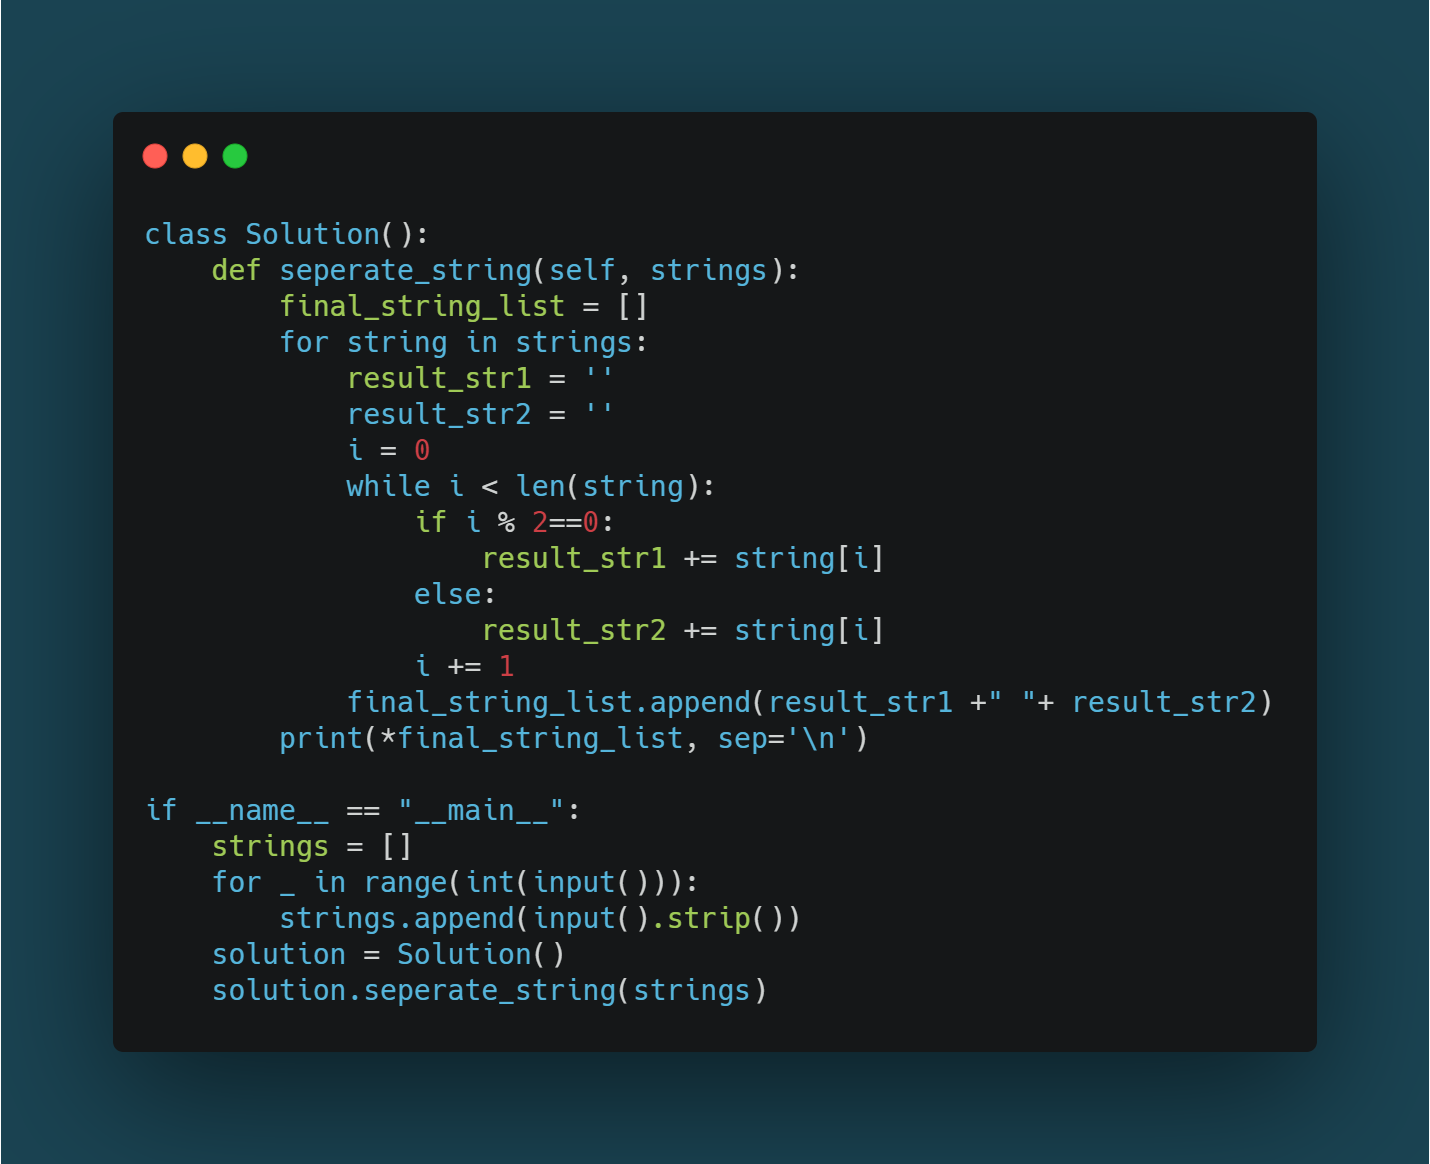 class Solution():
    def seperate_string(self, strings):
        final_string_list = []
        for string in strings:
            result_str1 = ''
            result_str2 = ''
            i = 0
            while i < len(string):
                if i % 2==0:
                    result_str1 += string[i]
                else:
                    result_str2 += string[i]
                i += 1
            final_string_list.append(result_str1 +" "+ result_str2)
        print(*final_string_list, sep='\n')

if __name__ == "__main__":
    strings = []
    for _ in range(int(input())):
        strings.append(input().strip())
    solution = Solution()
    solution.seperate_string(strings)